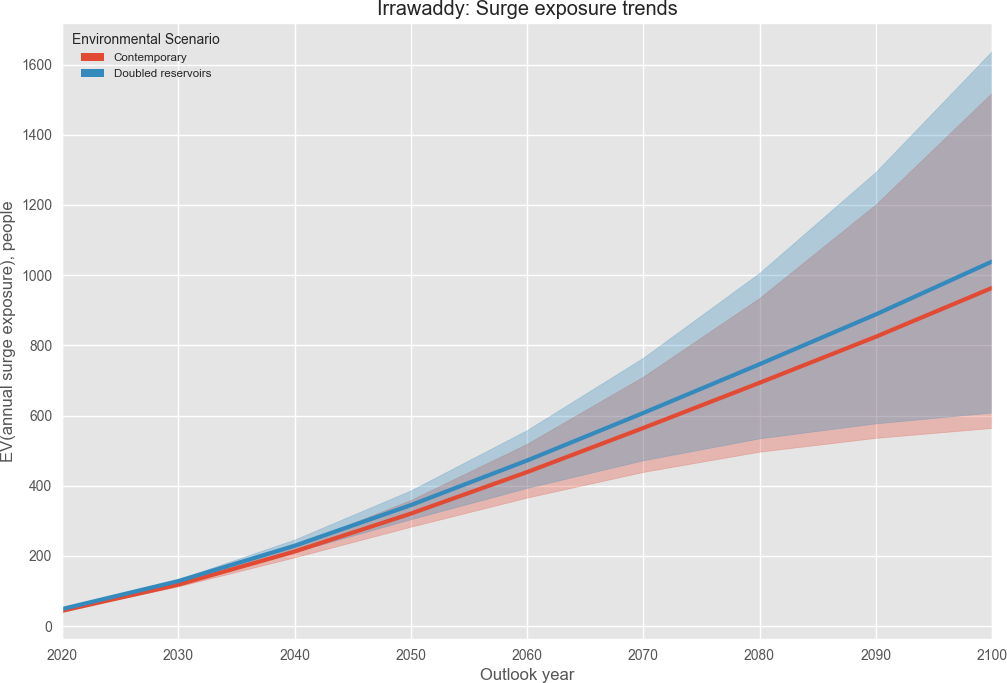 Irrawaddy: Surge exposure trends
Environmental Scenario
Contemporary
Doubled reservoirs
EV(annual surge exposure), people
1600
1400
1200
1000
800
600
400
200
0
2020 2030 2040 2050 2060 2070 2080 2090 2100
Outlook year